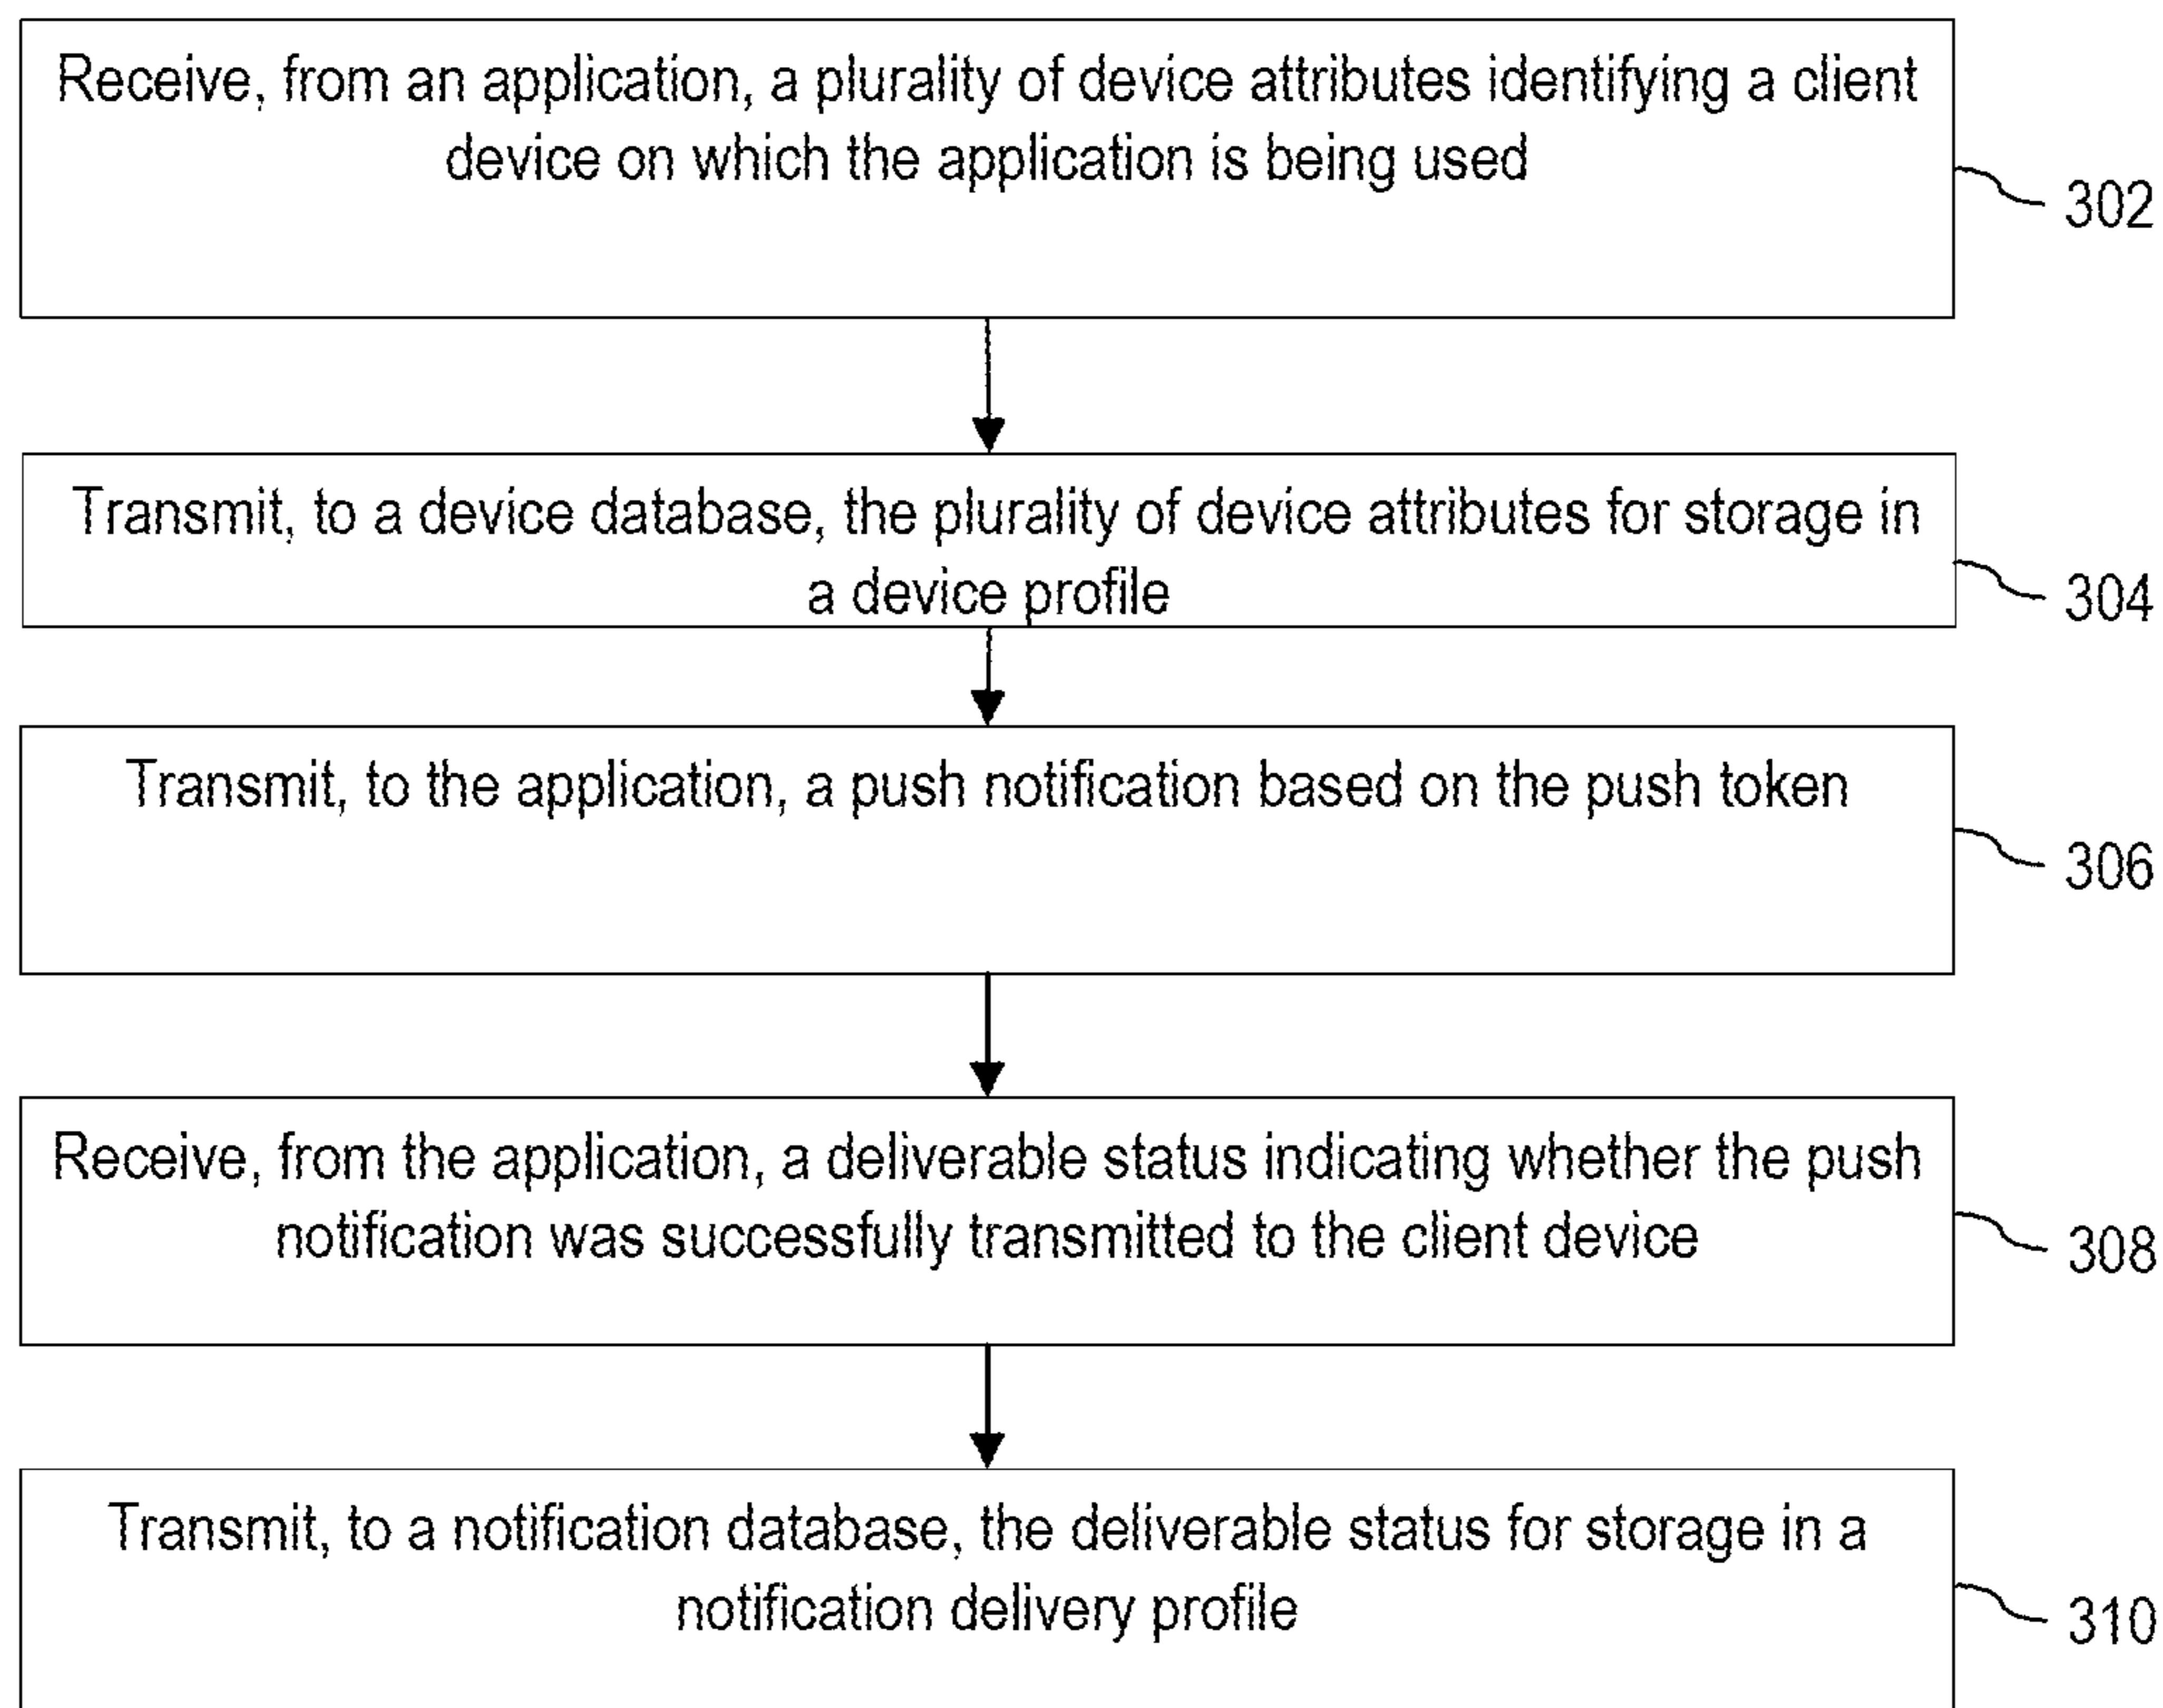 Receive, from an application, a plurality of device attributes identifying a client
device on which the application is being used
302
Transmit, to a device database, the plurality of device attributes for storage in
a device profile
304
Transmit, to the application, a push notification based on the push token
306
Receive, from the application, a deliverable status indicating whether the push
notification was successfully transmitted to the client device
308
Transmit, to a notification database, the deliverable status for storage in a
notification delivery profile
310